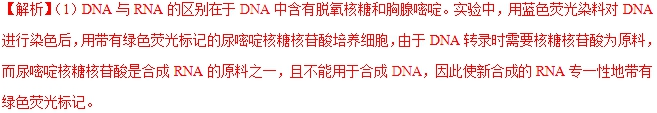 【解析】（1）DNA 与 RNA 的区别在于 DNA 中含有脱氧核糖和胸腺嘧啶。实验中，用蓝色荧光染料对 DNA
进行染色后，用带有绿色荧光标记的尿嘧啶核糖核苷酸培养细胞，由于 DNA 转录时需要核糖核苷酸为原料，
而尿嘧啶核糖核苷酸是合成 RNA 的原料之一，且不能用于合成 DNA，因此使新合成的 RNA 专一性地带有
绿色荧光标记。